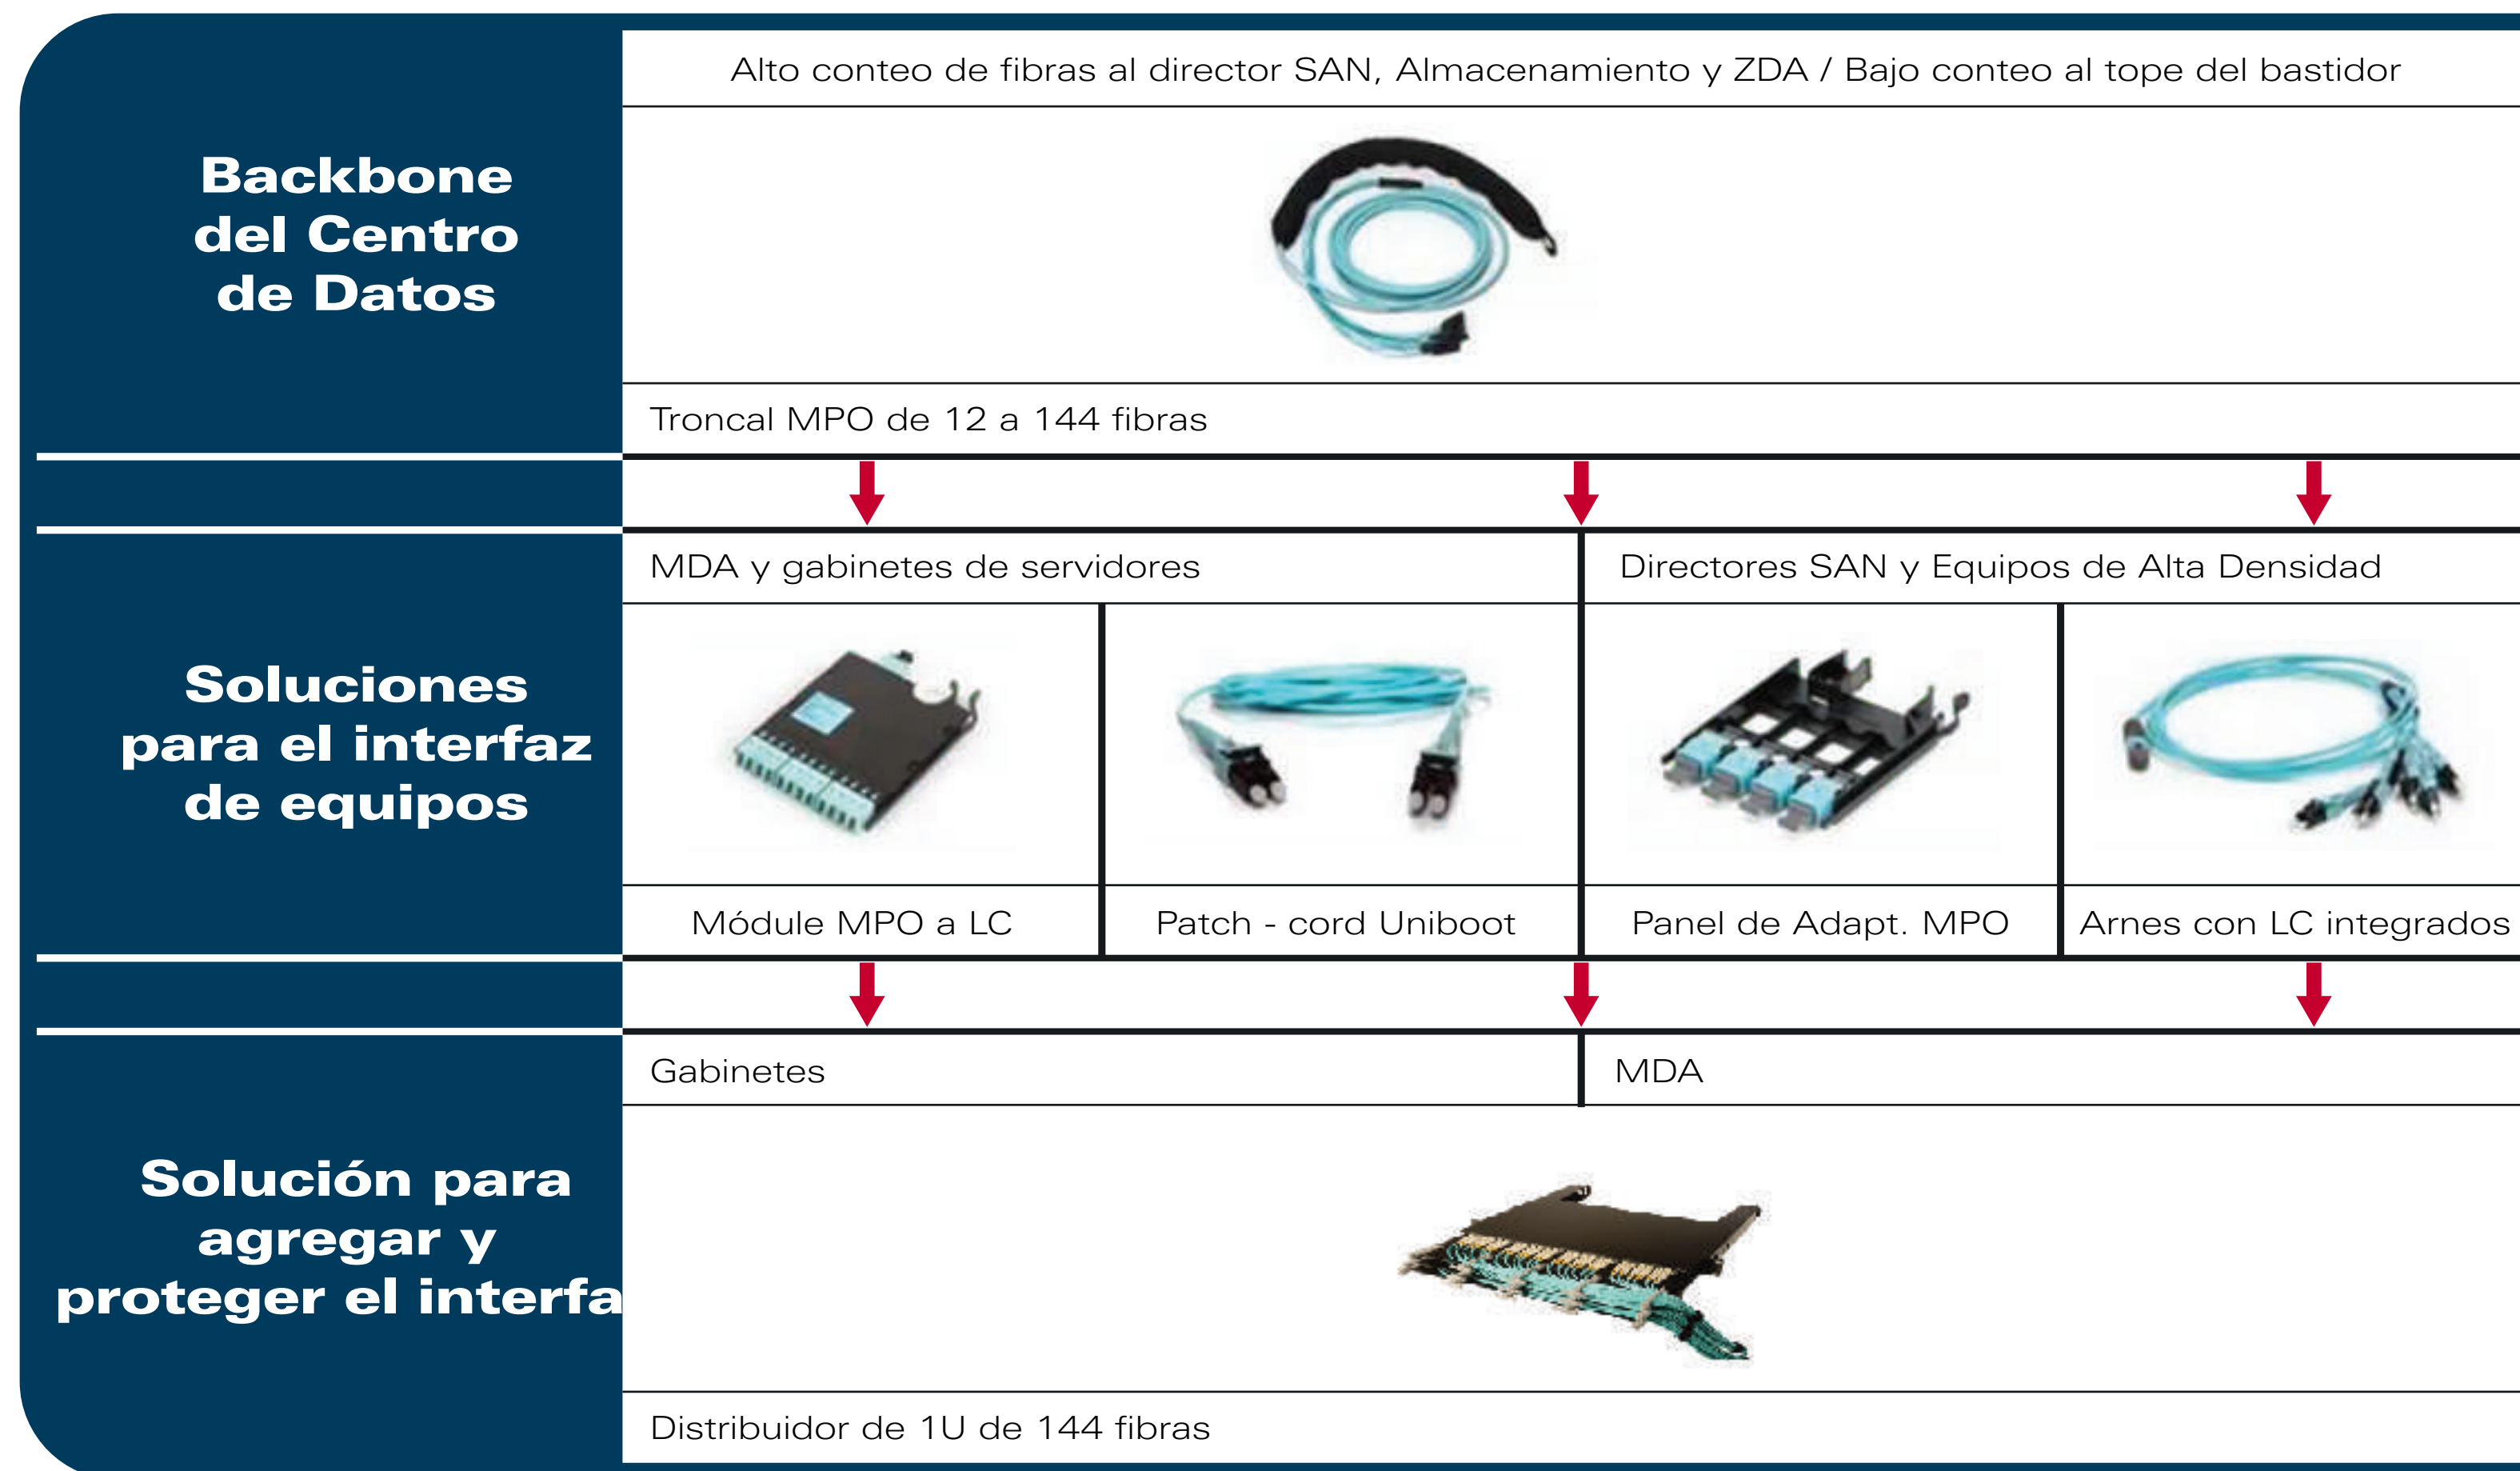 Alto conteo de fibras al director SAN, Almacenamiento y ZDA / Bajo conteo al tope del bastidor
Backbone
del Centro
de Datos
Troncal MPO de 12 a 144 fibras
MDA y gabinetes de servidores
Directores SAN y Equipos de Alta Densidad
Soluciones
para el interfaz
de equipos
Módule MPO a LC
Patch - cord Uniboot
Panel de Adapt. MPO
Arnes con LC integrados
Gabinetes
MDA
Solución para
agregar y
proteger el interfa
Distribuidor de 1U de 144 fibras